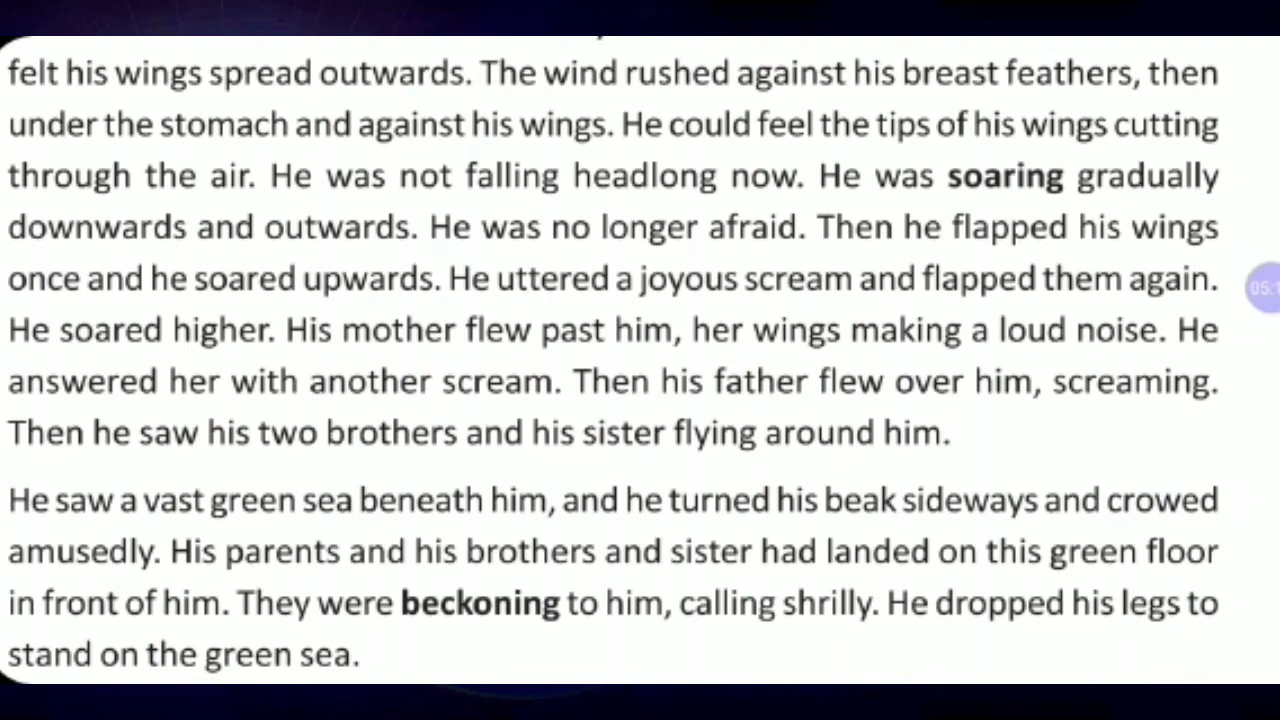 felt his wings spread outwards. The wind rushed against his breast feathers, then
under the stomach and against his wings. He could feel the tips of his wings cutting
through the air. He was not falling headlong now. He was soaring gradually
downwards and outwards. He was no longer afraid. Then he flapped his wings
once and he soared upwards. He uttered a joyous scream and flapped them again.
He soared higher. His mother flew past him, her wings making a loud noise. He
answered her with another scream. Then his father flew over him, screaming.
Then he saw his two brothers and his sister flying around him.
He saw a vast green sea beneath him, and he turned his beak sideways and crowed
amusedly. His parents and his brothers and sister had landed on this green floor
in front of him. They were beckoning to him, calling shrilly. He dropped his legs to
stand on the green sea.